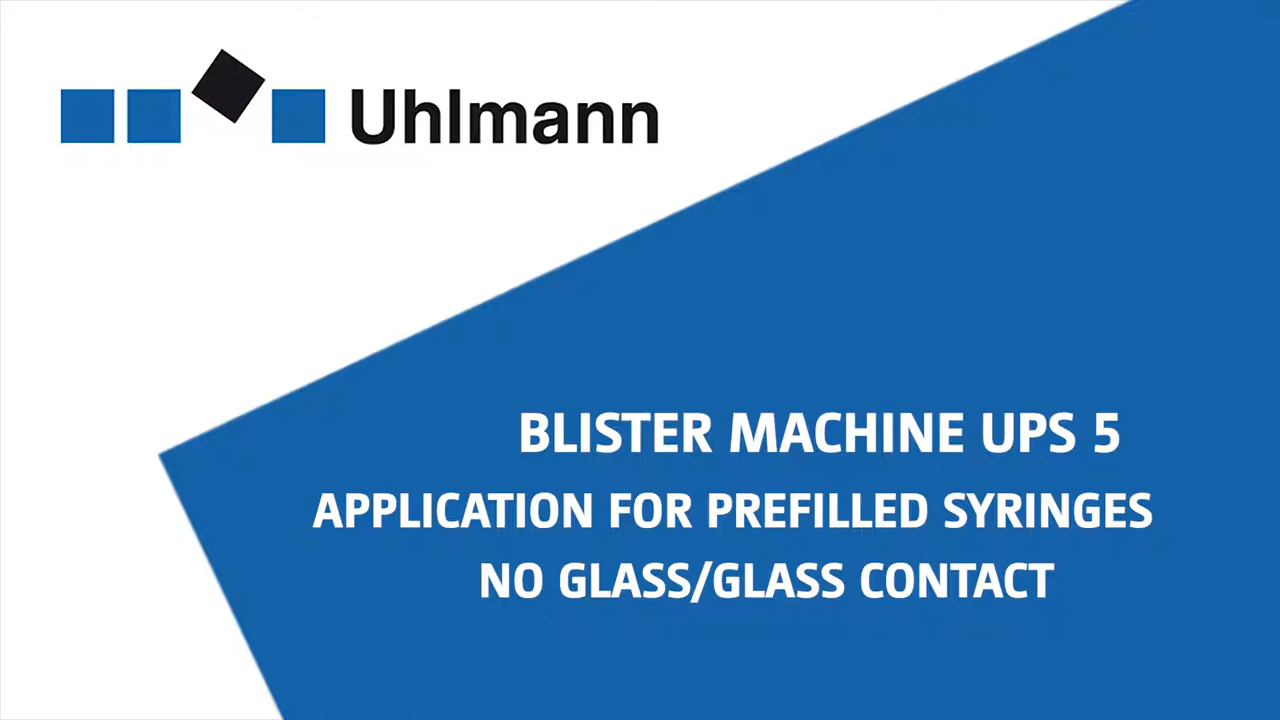 Uhlmann
BLISTER MACHINE UPS 5
APPLICATION FOR PREFILLED SYRINGES
NO GLASS/GLASS CONTACT